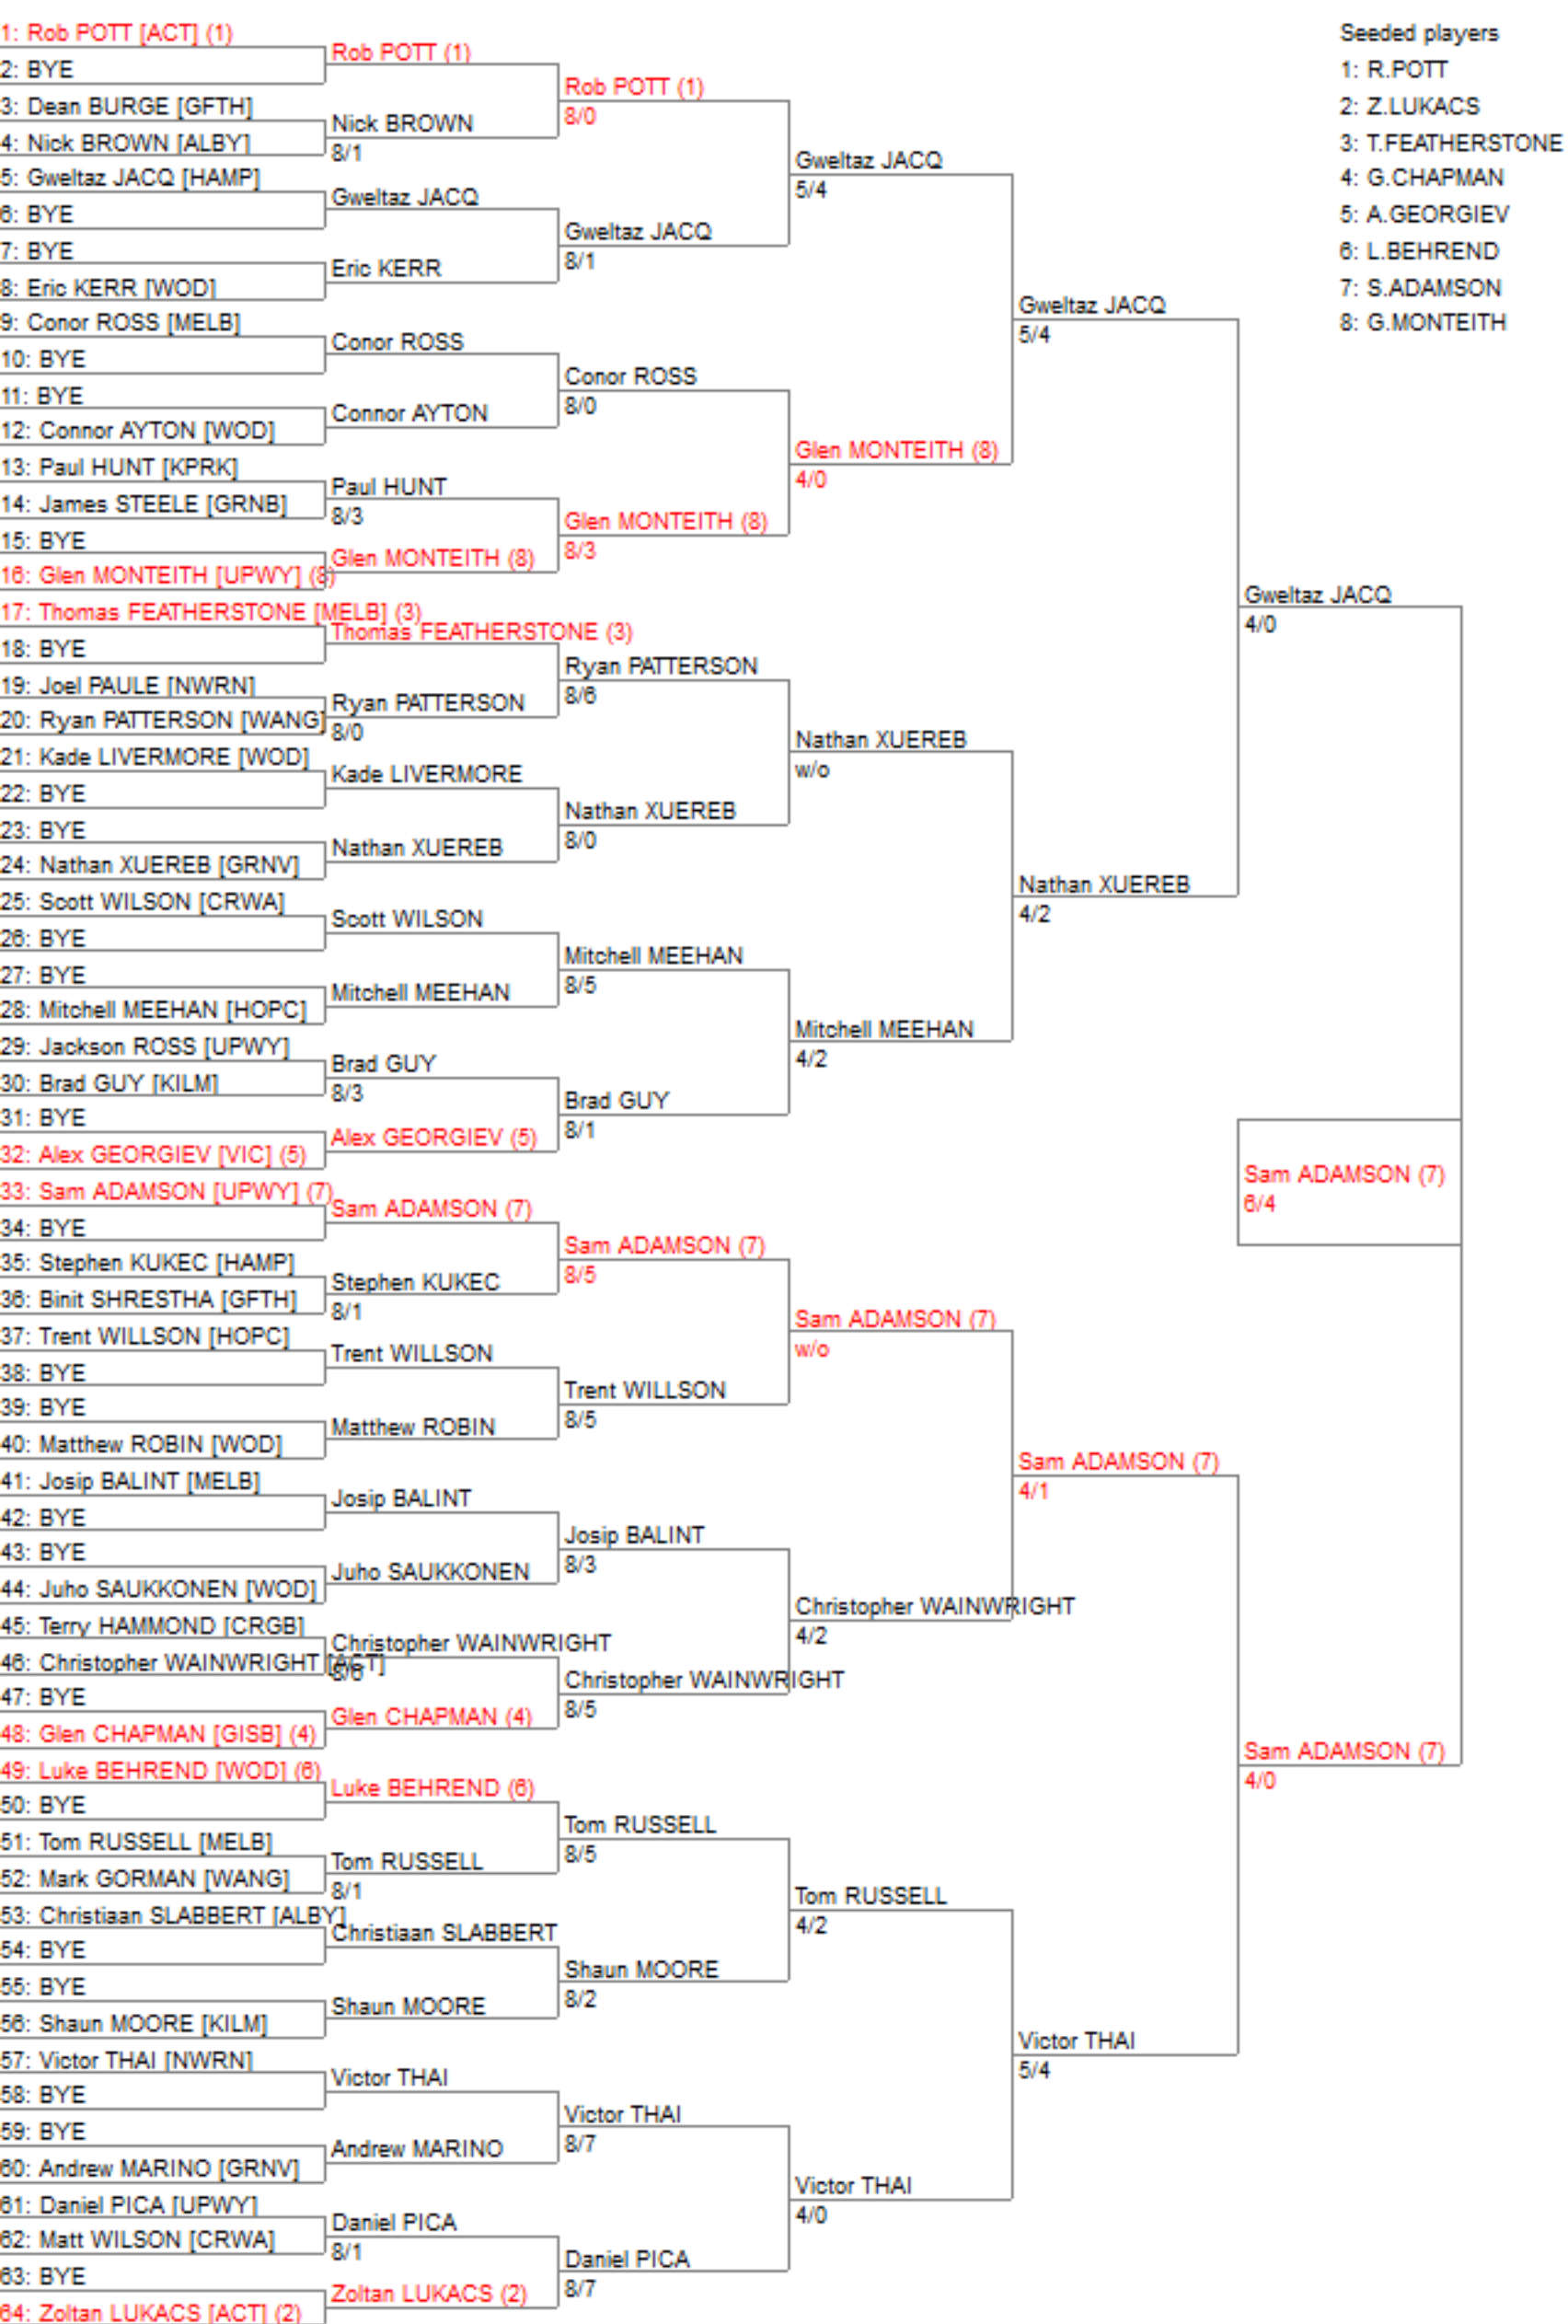 1: Rob POTT [ACT] (1)
2: BYE
3: Dean BURGE [GFTH]
4: Nick BROWN [ALBY]
5: Gweltaz JACQ [HAMP]
6: BYE
7: BYE
8: Eric KERR [WOD]
9: Conor ROSS [MELB]
10: BYE
11: BYE
12: Connor AYTON [WOD]
13: Paul HUNT [KPRK]
14: James STEELE [GRNB]
15: BYE
16: Glen MONTEITH [UPWY] (8)
17: Thomas FEATHERSTONE [MELB] (3)
18: BYE
19: Joel PAULE [NWRN]
20: Ryan PATTERSON [WANG]
21: Kade LIVERMORE [WOD]
22: BYE
23: BYE
24: Nathan XUEREB [GRNV]
25: Scott WILSON [CRWA]
26: BYE
27: BYE
28: Mitchell MEEHAN [HOPC]
29: Jackson ROSS [UPWY]
30: Brad GUY [KILM]
31: BYE
32: Alex GEORGIEV [VIC] (5)
33: Sam ADAMSON [UPWY] (7)
34: BYE
35: Stephen KUKEC [HAMP]
36: Binit SHRESTHA [GFTH]
37: Trent WILLSON [HOPC]
38: BYE
39: BYE
40: Matthew ROBIN [WOD]
41: Josip BALINT [MELB]
42: BYE
43: BYE
44: Juho SAUKKONEN [WOD]
45: Terry HAMMOND [CRGB]
46: Christopher WAINWRIGHT [ACT]
47: BYE
48: Glen CHAPMAN [GISB] (4)
49: Luke BEHREND [WOD] (6)
50: BYE
51: Tom RUSSELL [MELB]
52: Mark GORMAN [WANG]
53: Christiaan SLABBERT [ALBY]
54: BYE
55: BYE
56: Shaun MOORE [KILM]
57: Victor THAI [NWRN]
58: BYE
59: BYE
60: Andrew MARINO [GRNV]
61: Daniel PICA [UPWY]
62: Matt WILSON [CRWA]
63: BYE
64: Zoltan LUKACS [ACT] (2)
Rob POTT (1)
Nick BROWN
8/1
Gweltaz JACQ
Eric KERR
Conor ROSS
Connor AYTON
Paul HUNT
8/3
Glen MONTEITH (8)
Thomas FEATHERSTONE (3)
Ryan PATTERSON
8/0
Kade LIVERMORE
Nathan XUEREB
Scott WILSON
Mitchell MEEHAN
Brad GUY
8/3
Alex GEORGIEV (5)
Sam ADAMSON (7)
Stephen KUKEC
8/1
Trent WILLSON
Matthew ROBIN
Josip BALINT
Juho SAUKKONEN
Christopher WAINWRIGHT
Glen CHAPMAN (4)
Luke BEHREND (6)
Tom RUSSELL
8/1
Christiaan SLABBERT
Shaun MOORE
Victor THAI
Andrew MARINO
Daniel PICA
8/1
Zoltan LUKACS (2)
Rob POTT (1)
8/0
Gweltaz JACQ
8/1
Conor ROSS
8/0
Glen MONTEITH (8)
8/3
Ryan PATTERSON
8/6
Nathan XUEREB
8/0
Mitchell MEEHAN
8/5
Brad GUY
8/1
Sam ADAMSON (7)
8/5
Trent WILLSON
8/5
Josip BALINT
8/3
Christopher WAINWRIGHT
8/5
Tom RUSSELL
8/5
Shaun MOORE
8/2
Victor THAI
8/7
Daniel PICA
8/7
Gweltaz JACQ
5/4
Glen MONTEITH (8)
4/0
Nathan XUEREB
w/o
Mitchell MEEHAN
4/2
Sam ADAMSON (7)
w/o
Christopher WAINWRIGHT
4/2
Tom RUSSELL
4/2
Victor THAI
4/0
Gweltaz JACQ
5/4
Nathan XUEREB
4/2
Sam ADAMSON (7)
4/1
Victor THAI
5/4
Gweltaz JACQ
4/0
Sam ADAMSON (7)
6/4
Sam ADAMSON (7)
4/0
Seeded players
1: R.POTT
2: Z.LUKACS
3: T.FEATHERSTONE
4: G.CHAPMAN
5: A.GEORGIEV
6: L.BEHREND
7: S.ADAMSON
8: G.MONTEITH